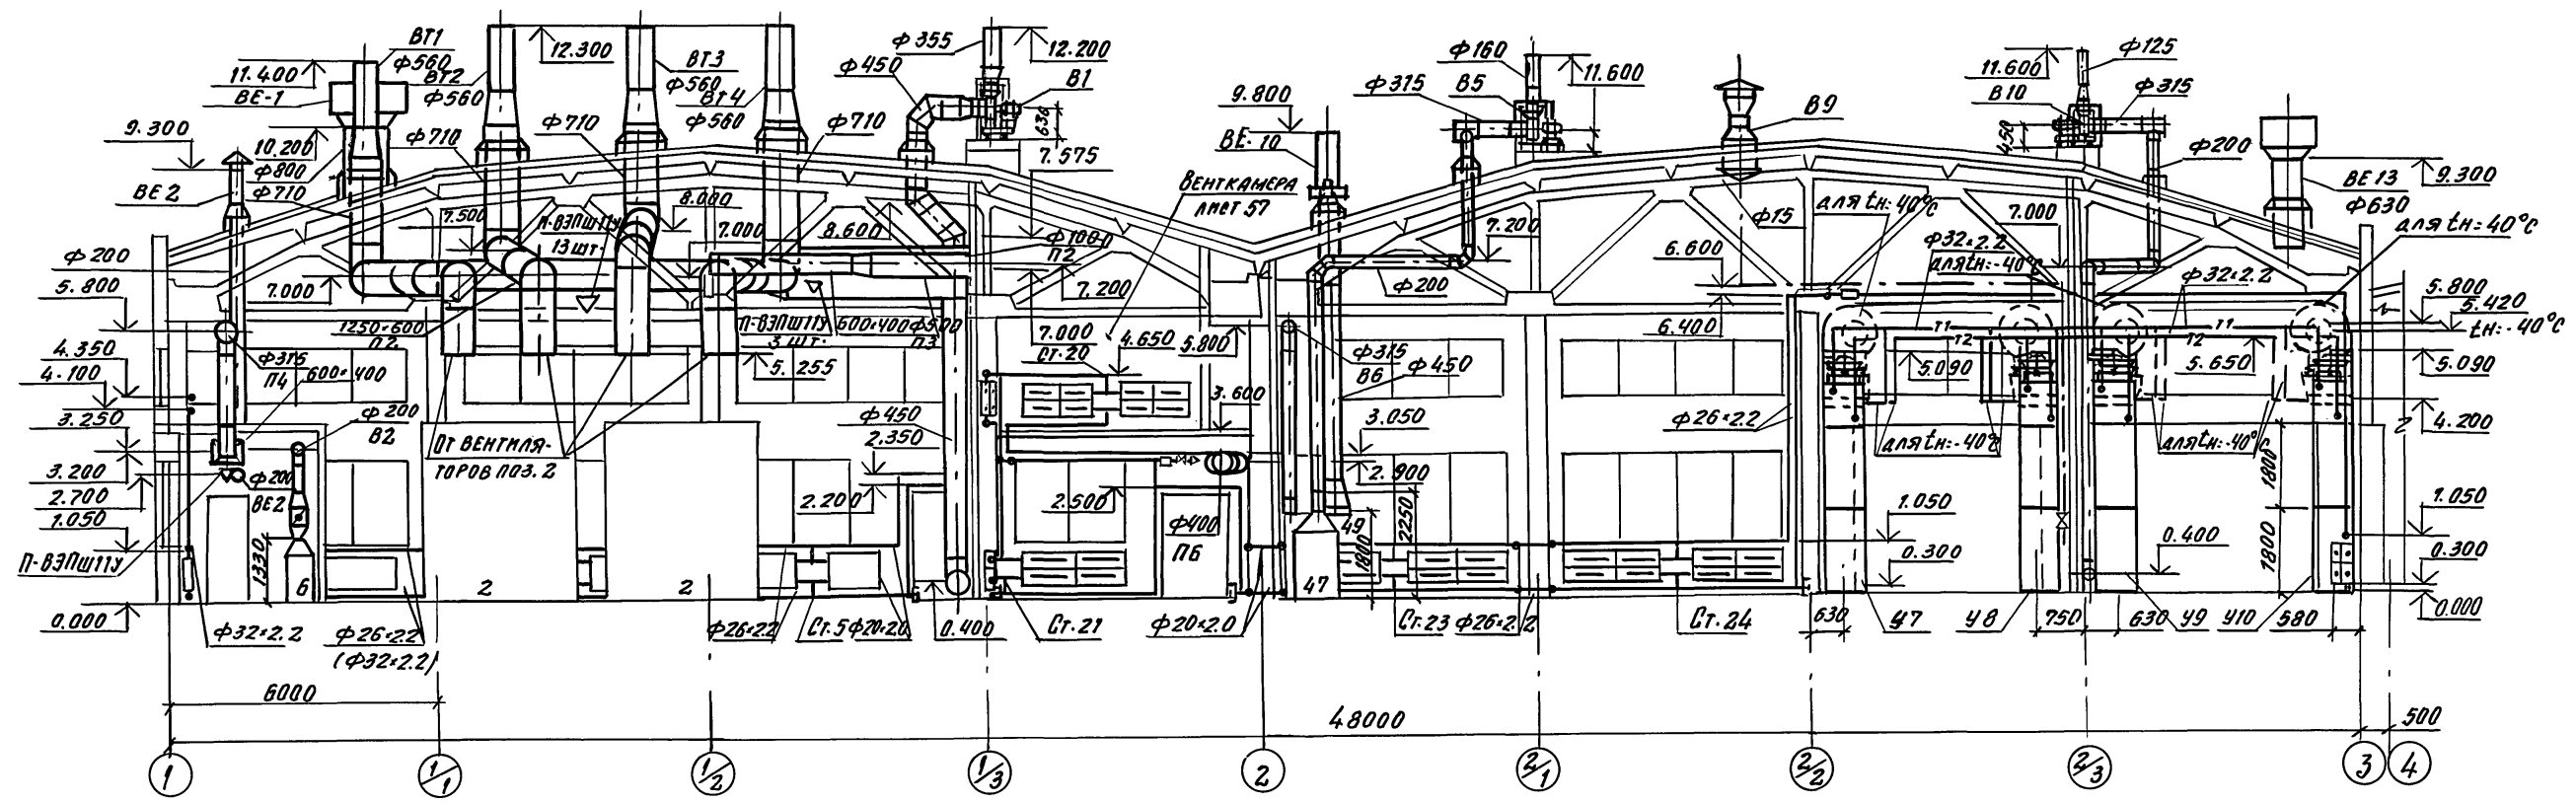 ВТ1
ф560
ВТ2
ф560
11.400
ВЕ-1
9.300
10.200
ф800
ф710
ВЕ2
ф710
12.300
ф710
ВТ3
ф560
ВТ4
ф560
ф710
ф355
ф450
12.200
В1
630
7.575
7.500
П-ВЭПш11у
13 шт.
8.000
7.000
8.600
ф1000
П2
7.200
7.000
ВЕНТКАМЕРА
ЛИСТ 57
9.800
ВЕ-10
ф315
ф160
В5
11.600
7.200
ф200
В9
ф15
11.600
В10
450
ф125
ф315
ф200
7.000
ВЕ13
ф630
9.300
для tн=-40°С
для tн:-40°С
ф32×2.2
для tн:-40°
ф32×2.2
6.600
6.400
ф200
5.800
7.000
4.350
4.100
3.250
3.200
2.700
1.050
П-ВЭПш11у
0.000
ф315
П4
600×400
ф200
В2
ф200
ВЕ2
1330
1250×600
П2
П-ВЭПш11у
3 шт.
600×400
ф500
П3
5.255
ОТ ВЕНТИЛЯ-
ТОРОВ ПОЗ. 2
ф450
2.350
2.200
Ст.20
4.650
5.800
3.600
2.500
ф400
П6
ф315
В6
ф450
3.050
2.900
2250
49
1800
47
6
2
2
ф26×2.2
Т1
Т2
Т1
Т2
5.090
5.650
для tн:-40°С
для tн:-40°
5.800
5.420
tн:-40°С
5.090
4.200
1800
1800
1.050
0.300
0.400
1.050
0.300
0.000
ф32×2.2
ф26×2.2
(ф32×2.2)
ф26×2.2
Ст.5
ф20×2.0
0.400
Ст.21
ф20×2.0
Ст.23
ф26×2.2
Ст.24
630
У7
У8
750
630
У9
У10
580
6000
48000
500
1
1/1
1/2
1/3
2
2/1
2/2
2/3
3
4